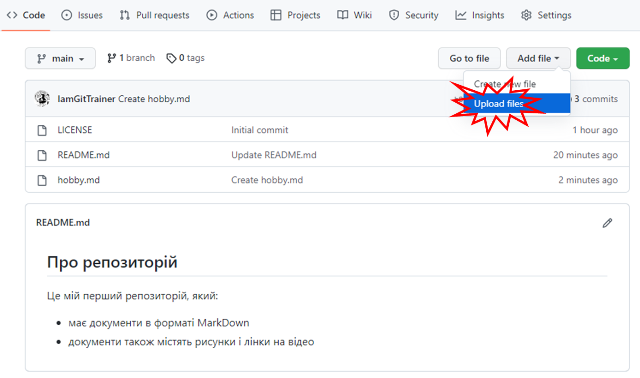 Code Issues Pull requests Actions Projects Wiki Security Insights Settings
main 1 branch 0 tags Go to file Add file Code
Create new file
Upload files
IamGitTrainer Create hobby.md 3 commits
LICENSE Initial commit 1 hour ago
README.md Update README.md 20 minutes ago
hobby.md Create hobby.md 2 minutes ago
README.md
Про репозиторій
Це мій перший репозиторій, який:
має документи в форматі MarkDown
документи також містять рисунки і лінки на відео